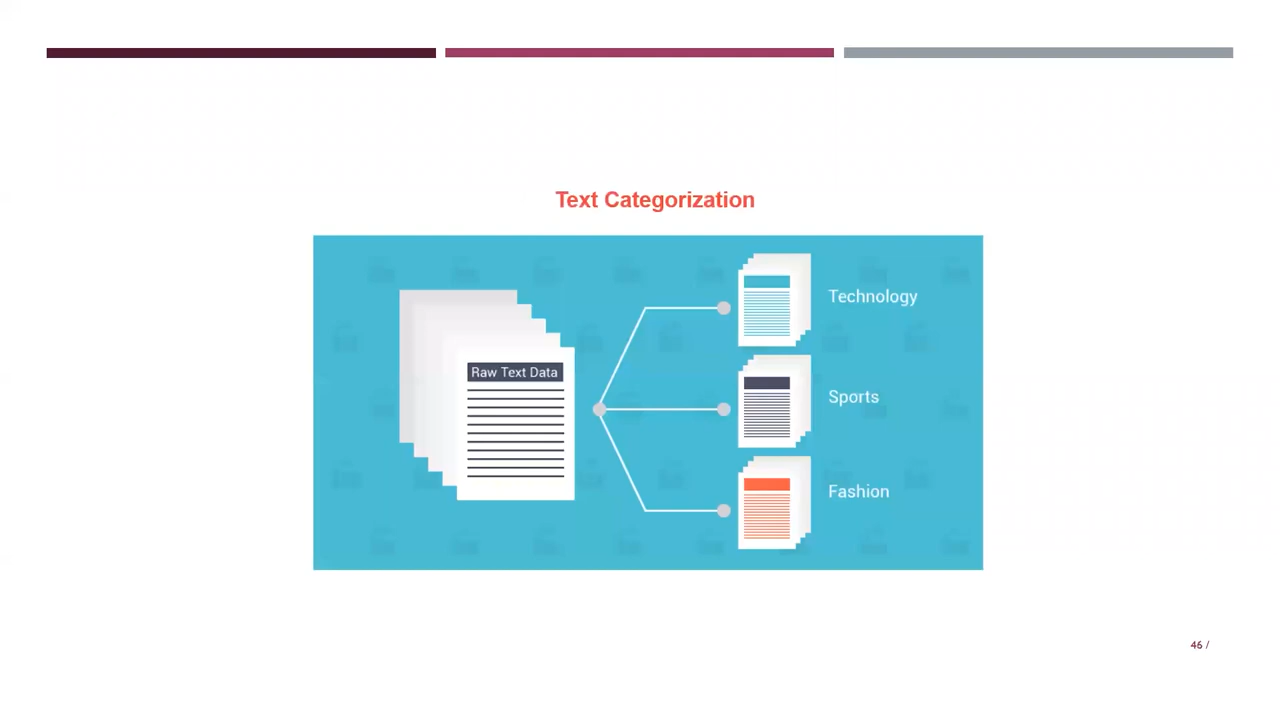 Text Categorization
Raw Text Data
Technology
Sports
Fashion
46 /